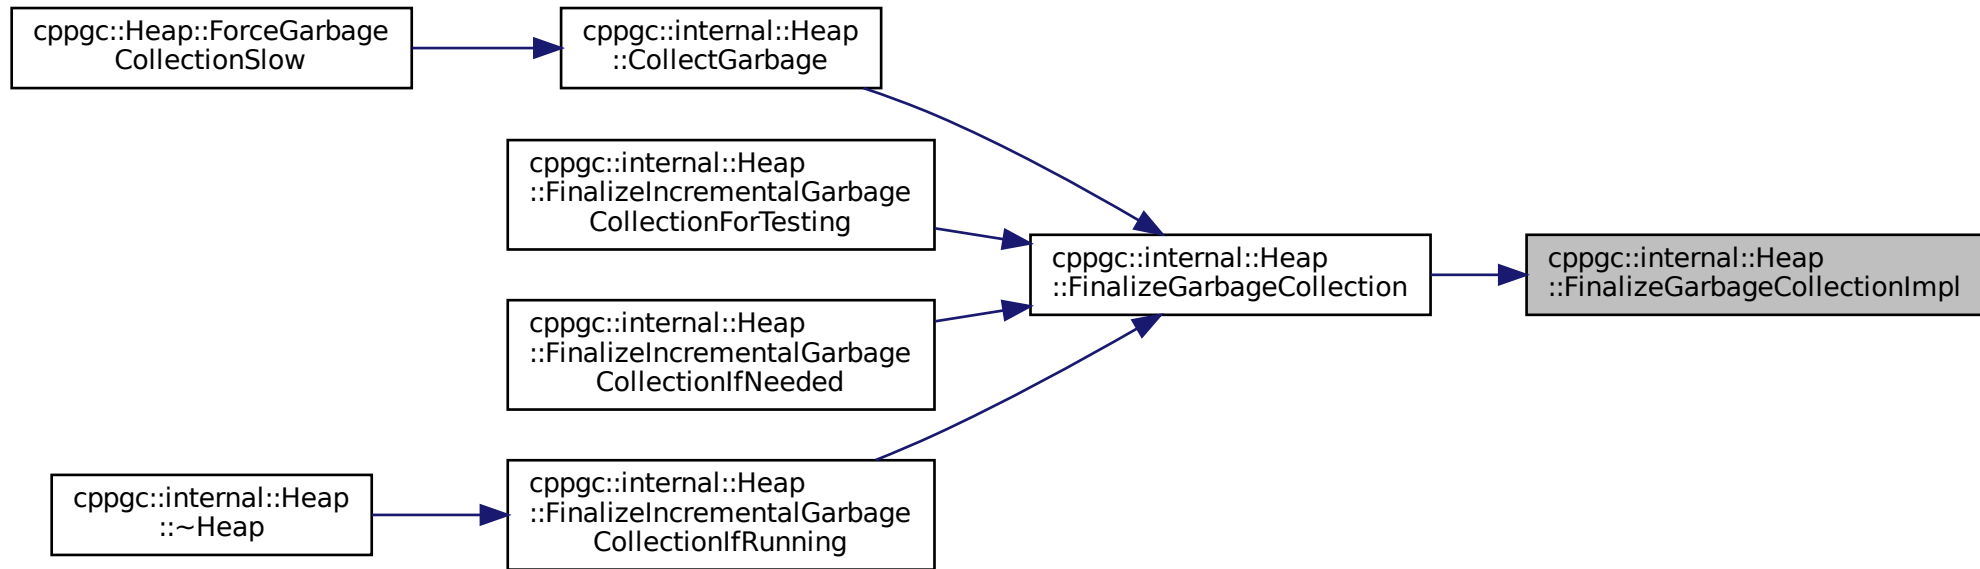 cppgc::Heap::ForceGarbage
CollectionSlow
cppgc::internal::Heap
::CollectGarbage
cppgc::internal::Heap
::FinalizeIncrementalGarbage
CollectionForTesting
cppgc::internal::Heap
::FinalizeGarbageCollection
cppgc::internal::Heap
::FinalizeGarbageCollectionImpl
cppgc::internal::Heap
::FinalizeIncrementalGarbage
CollectionIfNeeded
cppgc::internal::Heap
::~Heap
cppgc::internal::Heap
::FinalizeIncrementalGarbage
CollectionIfRunning